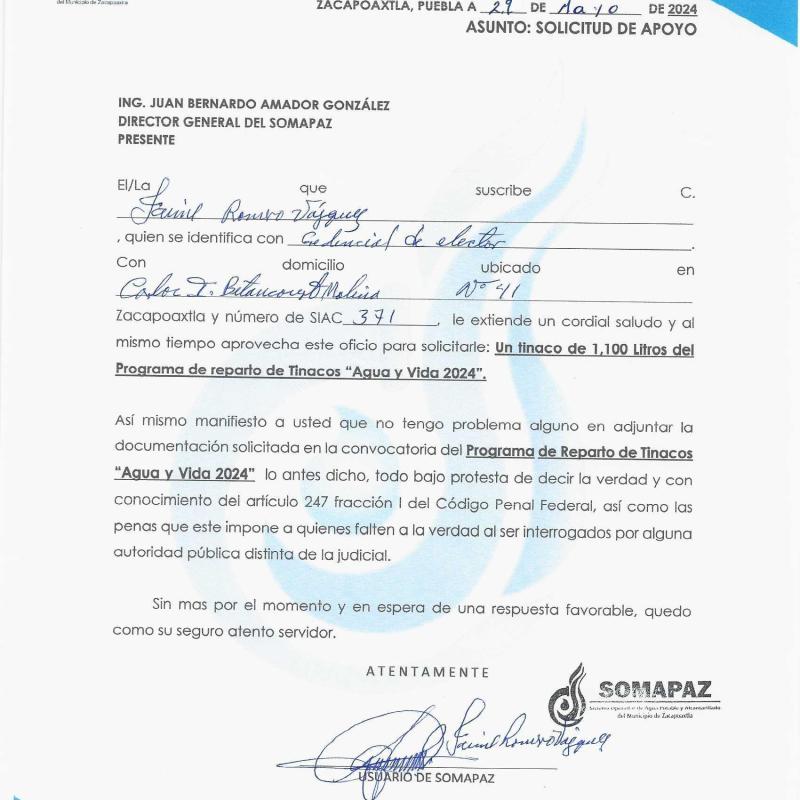 del Municipio de Zacapoaxtla
ZACAPOAXTLA, PUEBLA A 29 DE Mayo DE 2024
ASUNTO: SOLICITUD DE APOYO
ING. JUAN BERNARDO AMADOR GONZÁLEZ
DIRECTOR GENERAL DEL SOMAPAZ
PRESENTE
El/La que suscribe C.
Jaime Romero Vázquez
, quien se identifica con Credencial de elector.
Con domicilio ubicado en
Carlos I. Betancourt Molina Nº 41
Zacapoaxtla y número de SIAC 371, le extiende un cordial saludo y al
mismo tiempo aprovecha este oficio para solicitarle: Un tinaco de 1,100 Litros del
Programa de reparto de Tinacos “Agua y Vida 2024”.
Así mismo manifiesto a usted que no tengo problema alguno en adjuntar la
documentación solicitada en la convocatoria del Programa de Reparto de Tinacos
“Agua y Vida 2024” lo antes dicho, todo bajo protesta de decir la verdad y con
conocimiento del artículo 247 fracción I del Código Penal Federal, así como las
penas que este impone a quienes falten a la verdad al ser interrogados por alguna
autoridad pública distinta de la judicial.
Sin mas por el momento y en espera de una respuesta favorable, quedo
como su seguro atento servidor.
ATENTAMENTE
SOMAPAZ
Sistema Operador de Agua Potable y Alcantarillado
del Municipio de Zacapoaxtla
Jaime Romero Vázquez
USUARIO DE SOMAPAZ